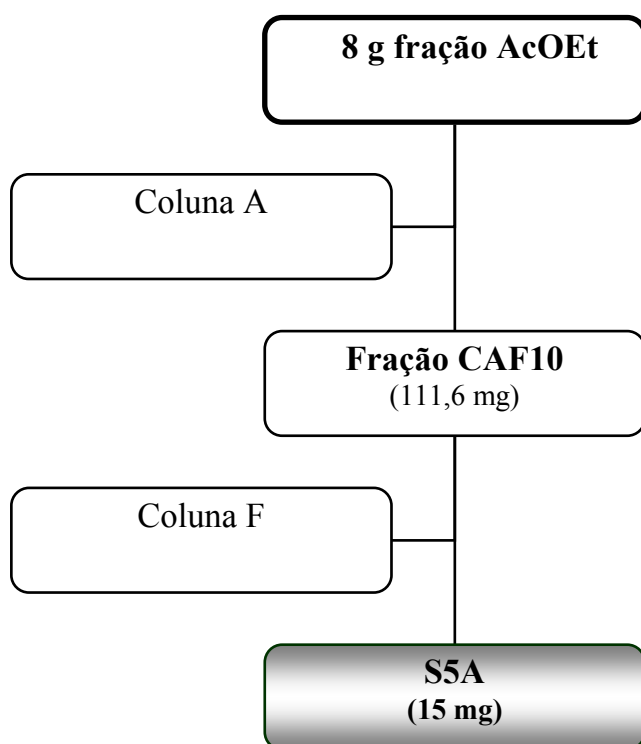 8 g fração AcOEt
Coluna A
Fração CAF10
(111,6 mg)
Coluna F
S5A
(15 mg)